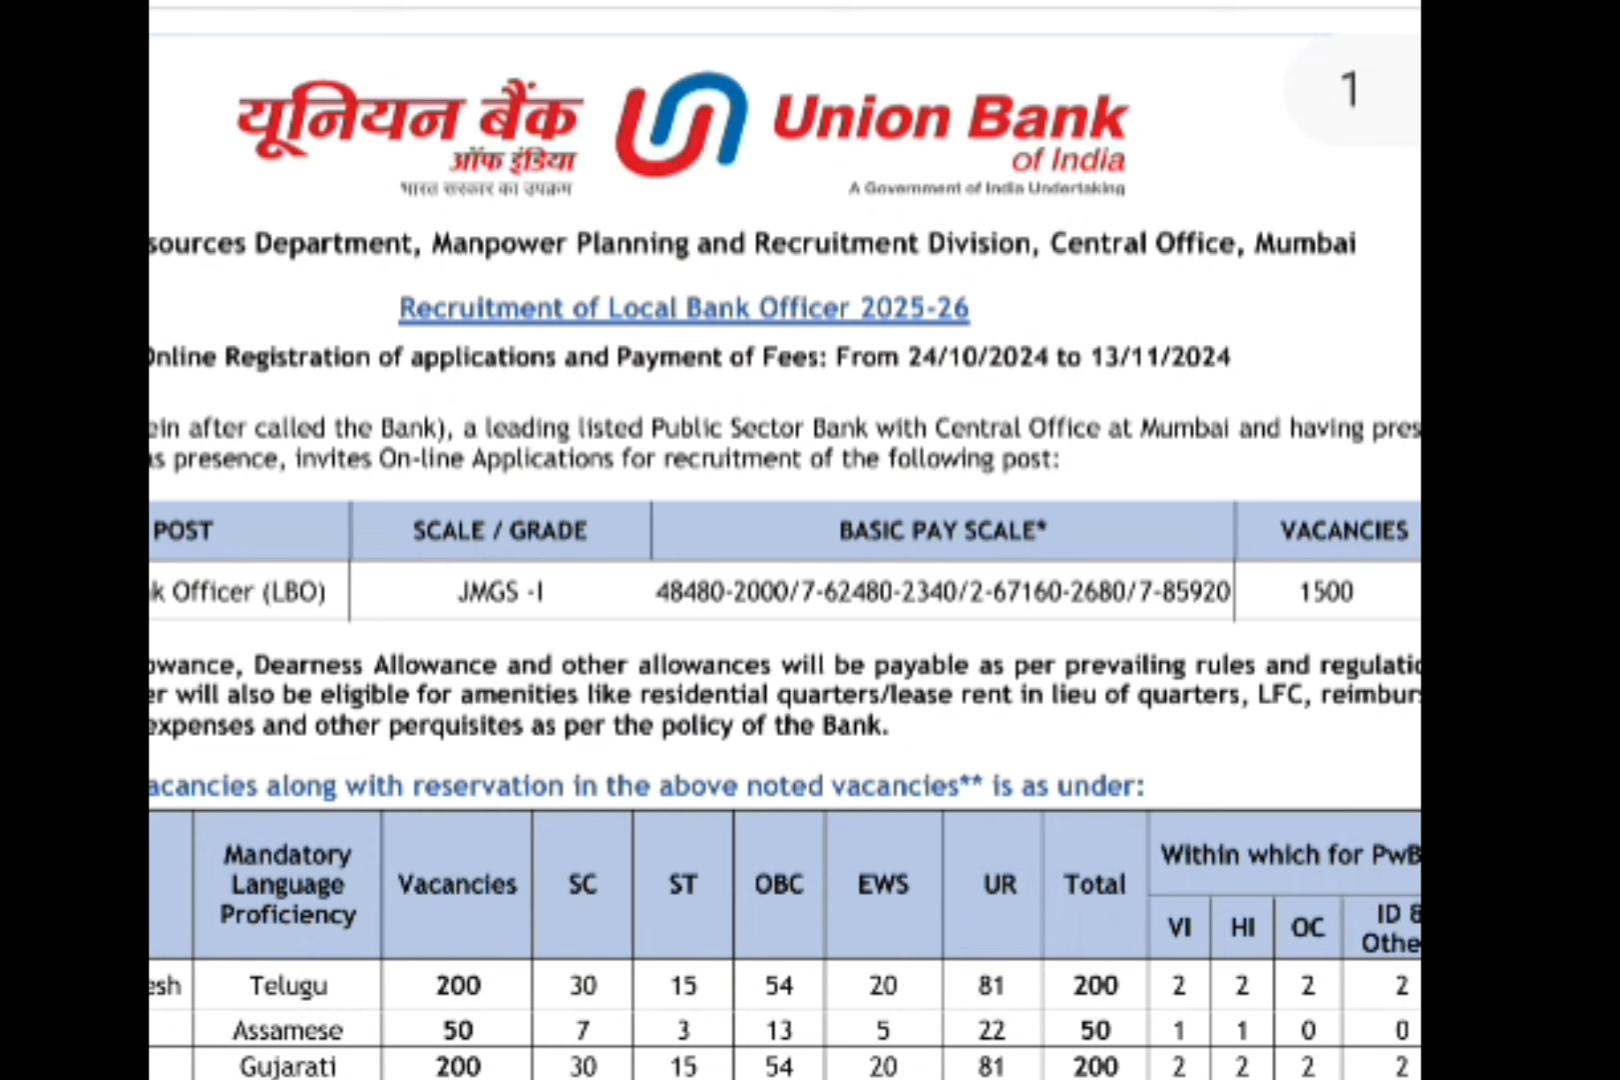 1
यूनियन बैंक
ऑफ इंडिया
भारत सरकार का उपक्रम
Union Bank
of India
A Government of India Undertaking
sources Department, Manpower Planning and Recruitment Division, Central Office, Mumbai
Recruitment of Local Bank Officer 2025-26
Online Registration of applications and Payment of Fees: From 24/10/2024 to 13/11/2024
ein after called the Bank), a leading listed Public Sector Bank with Central Office at Mumbai and having pres
as presence, invites On-line Applications for recruitment of the following post:
POST SCALE / GRADE BASIC PAY SCALE* VACANCIES
k Officer (LBO) JMGS -I 48480-2000/7-62480-2340/2-67160-2680/7-85920 1500
owance, Dearness Allowance and other allowances will be payable as per prevailing rules and regulatio
er will also be eligible for amenities like residential quarters/lease rent in lieu of quarters, LFC, reimburs
expenses and other perquisites as per the policy of the Bank.
acancies along with reservation in the above noted vacancies** is as under:
Mandatory Language Proficiency Vacancies SC ST OBC EWS UR Total Within which for PwB
VI HI OC ID & Othe
esh Telugu 200 30 15 54 20 81 200 2 2 2 2
Assamese 50 7 3 13 5 22 50 1 1 0 0
Gujarati 200 30 15 54 20 81 200 2 2 2 2